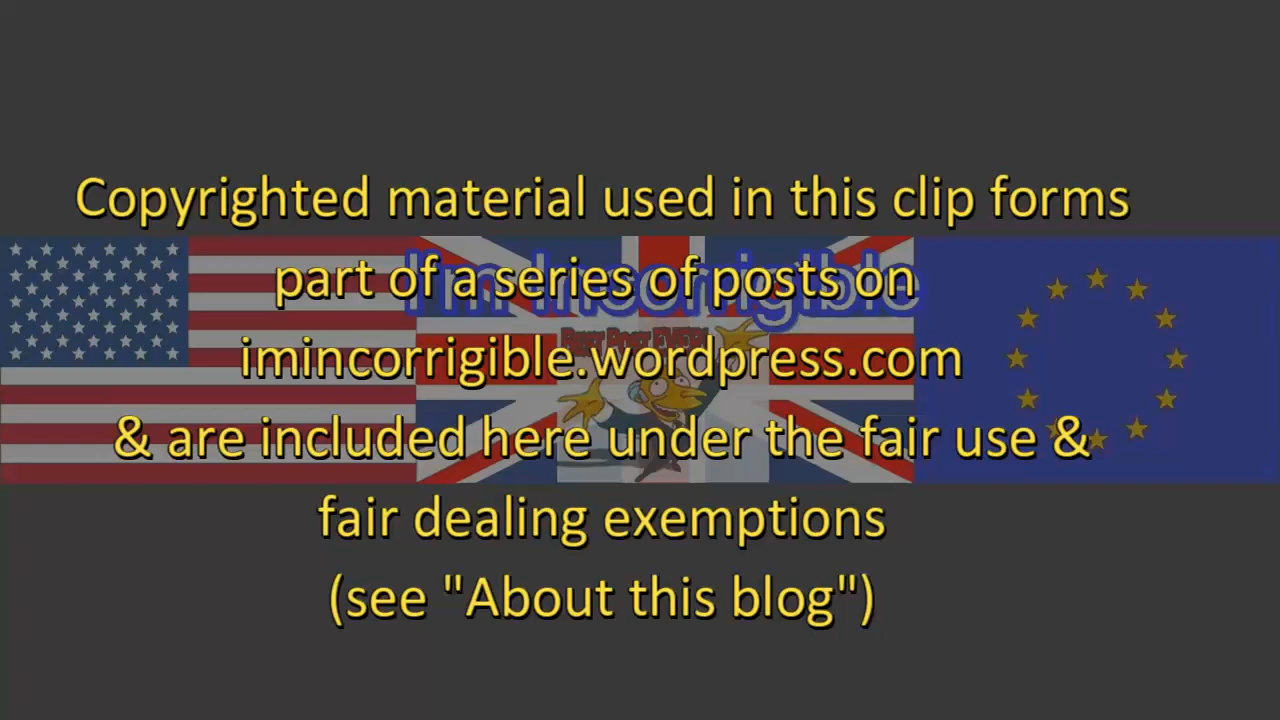 Copyrighted material used in this clip forms
part of a series of posts on
I'm Incorrigible
imincorrigible.wordpress.com
& are included here under the fair use &
fair dealing exemptions
(see "About this blog")